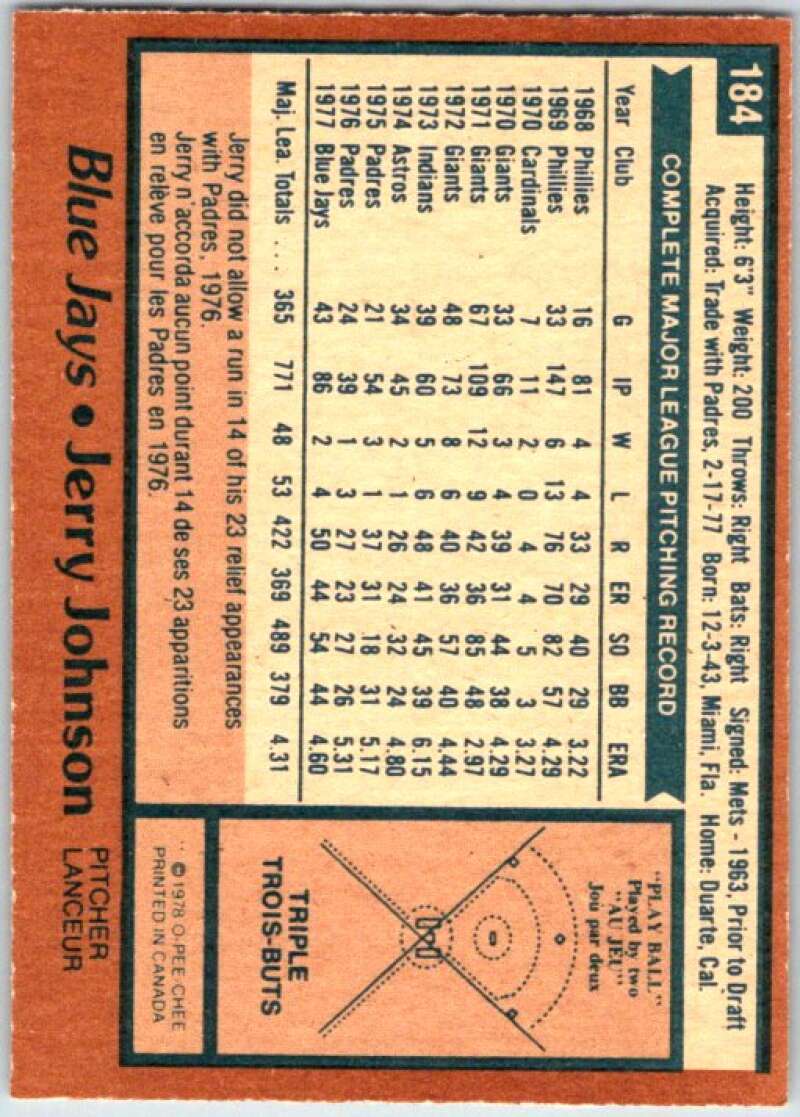 184
Height: 6'3" Weight: 200 Throws: Right Bats: Right Signed: Mets - 1963, Prior to Draft
Acquired: Trade with Padres, 2-17-77 Born: 12-3-43, Miami, Fla. Home: Duarte, Cal.
COMPLETE MAJOR LEAGUE PITCHING RECORD
Year Club G IP W L R ER SO BB ERA
1968 Phillies 16 81 4 4 33 29 40 29 3.22
1969 Phillies 33 147 6 13 76 70 82 57 4.29
1970 Cardinals 7 11 2 0 4 4 5 3 3.27
1970 Giants 33 66 3 4 39 31 44 38 4.29
1971 Giants 67 109 12 9 42 36 85 48 2.97
1972 Giants 48 73 8 6 40 36 57 40 4.44
1973 Indians 39 60 5 6 48 41 45 39 6.15
1974 Astros 34 45 2 1 26 24 32 24 4.80
1975 Padres 21 54 3 1 37 31 18 31 5.17
1976 Padres 24 39 1 3 27 23 27 26 5.31
1977 Blue Jays 43 86 2 4 50 44 54 44 4.60
Maj. Lea. Totals ... 365 771 48 53 422 369 489 379 4.31
Jerry did not allow a run in 14 of his 23 relief appearances
with Padres, 1976.
Jerry n'accorda aucun point durant 14 de ses 23 apparitions
en relève pour les Padres en 1976.
"PLAY BALL"
Played by two
"AU JEU"
Jou par deux
TRIPLE
TROIS-BUTS
© 1978 O-PEE-CHEE
PRINTED IN CANADA
Blue Jays • Jerry Johnson
PITCHER
LANCEUR